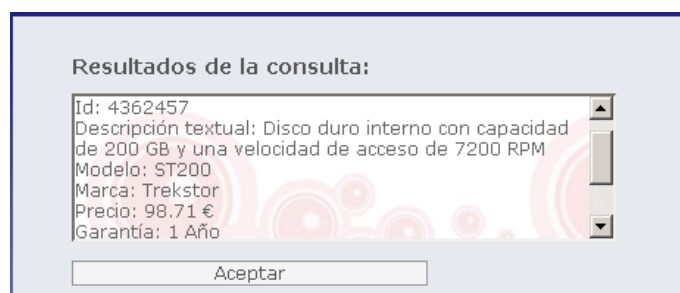 Resultados de la consulta:
Id: 4362457
Descripción textual: Disco duro interno con capacidad
de 200 GB y una velocidad de acceso de 7200 RPM
Modelo: ST200
Marca: Trekstor
Precio: 98.71 €
Garantía: 1 Año
Aceptar